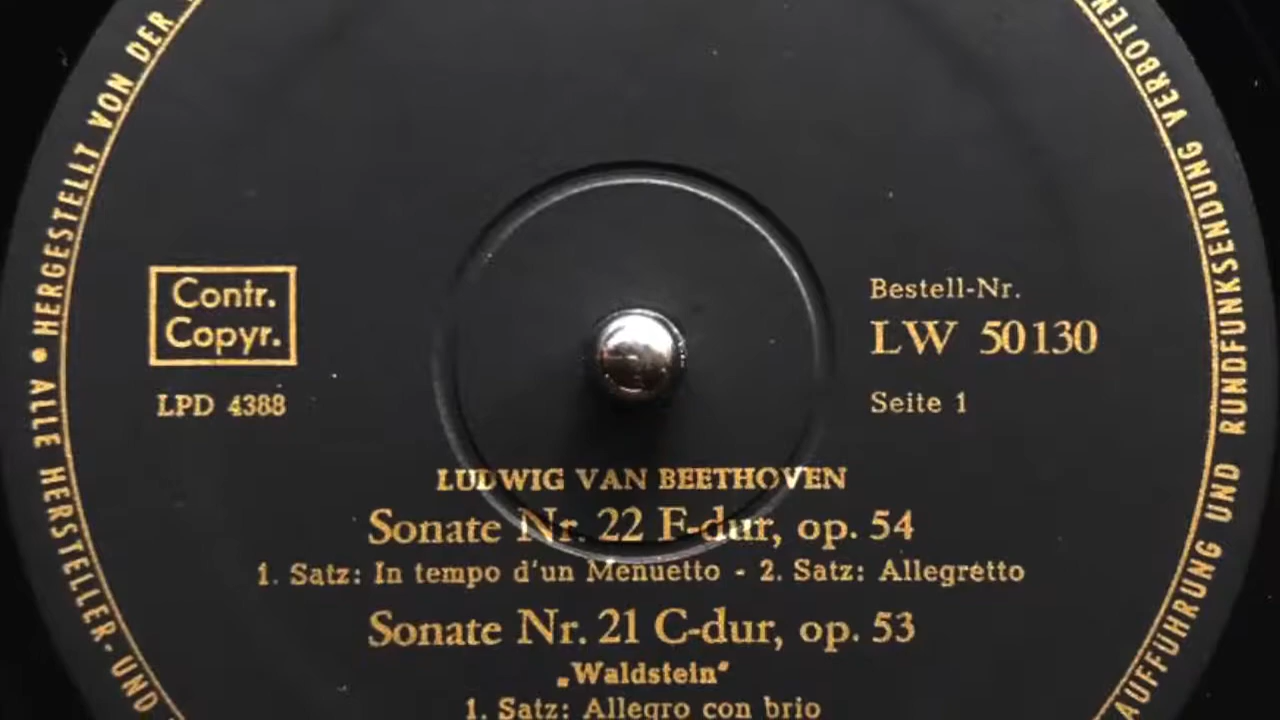 HERGESTELLT VON DER
Contr.
Copyr.
LPD 4388
Bestell-Nr.
LW 50130
Seite 1
LUDWIG VAN BEETHOVEN
Sonate Nr. 22 F-dur, op. 54
1. Satz: In tempo d'un Menuetto - 2. Satz: Allegretto
Sonate Nr. 21 C-dur, op. 53
„Waldstein“
1. Satz: Allegro con brio
• ALLE HERSTELLER- UND
AUFFÜHRUNG UND RUNDFUNKSENDUNG VERBOTEN